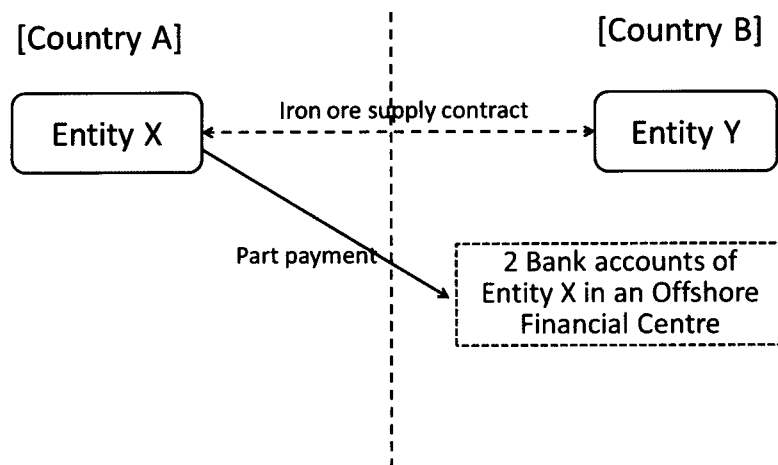 [Country A]
[Country B]
Iron ore supply contract
Entity X
Entity Y
Part payment
2 Bank accounts of
Entity X in an Offshore
Financial Centre